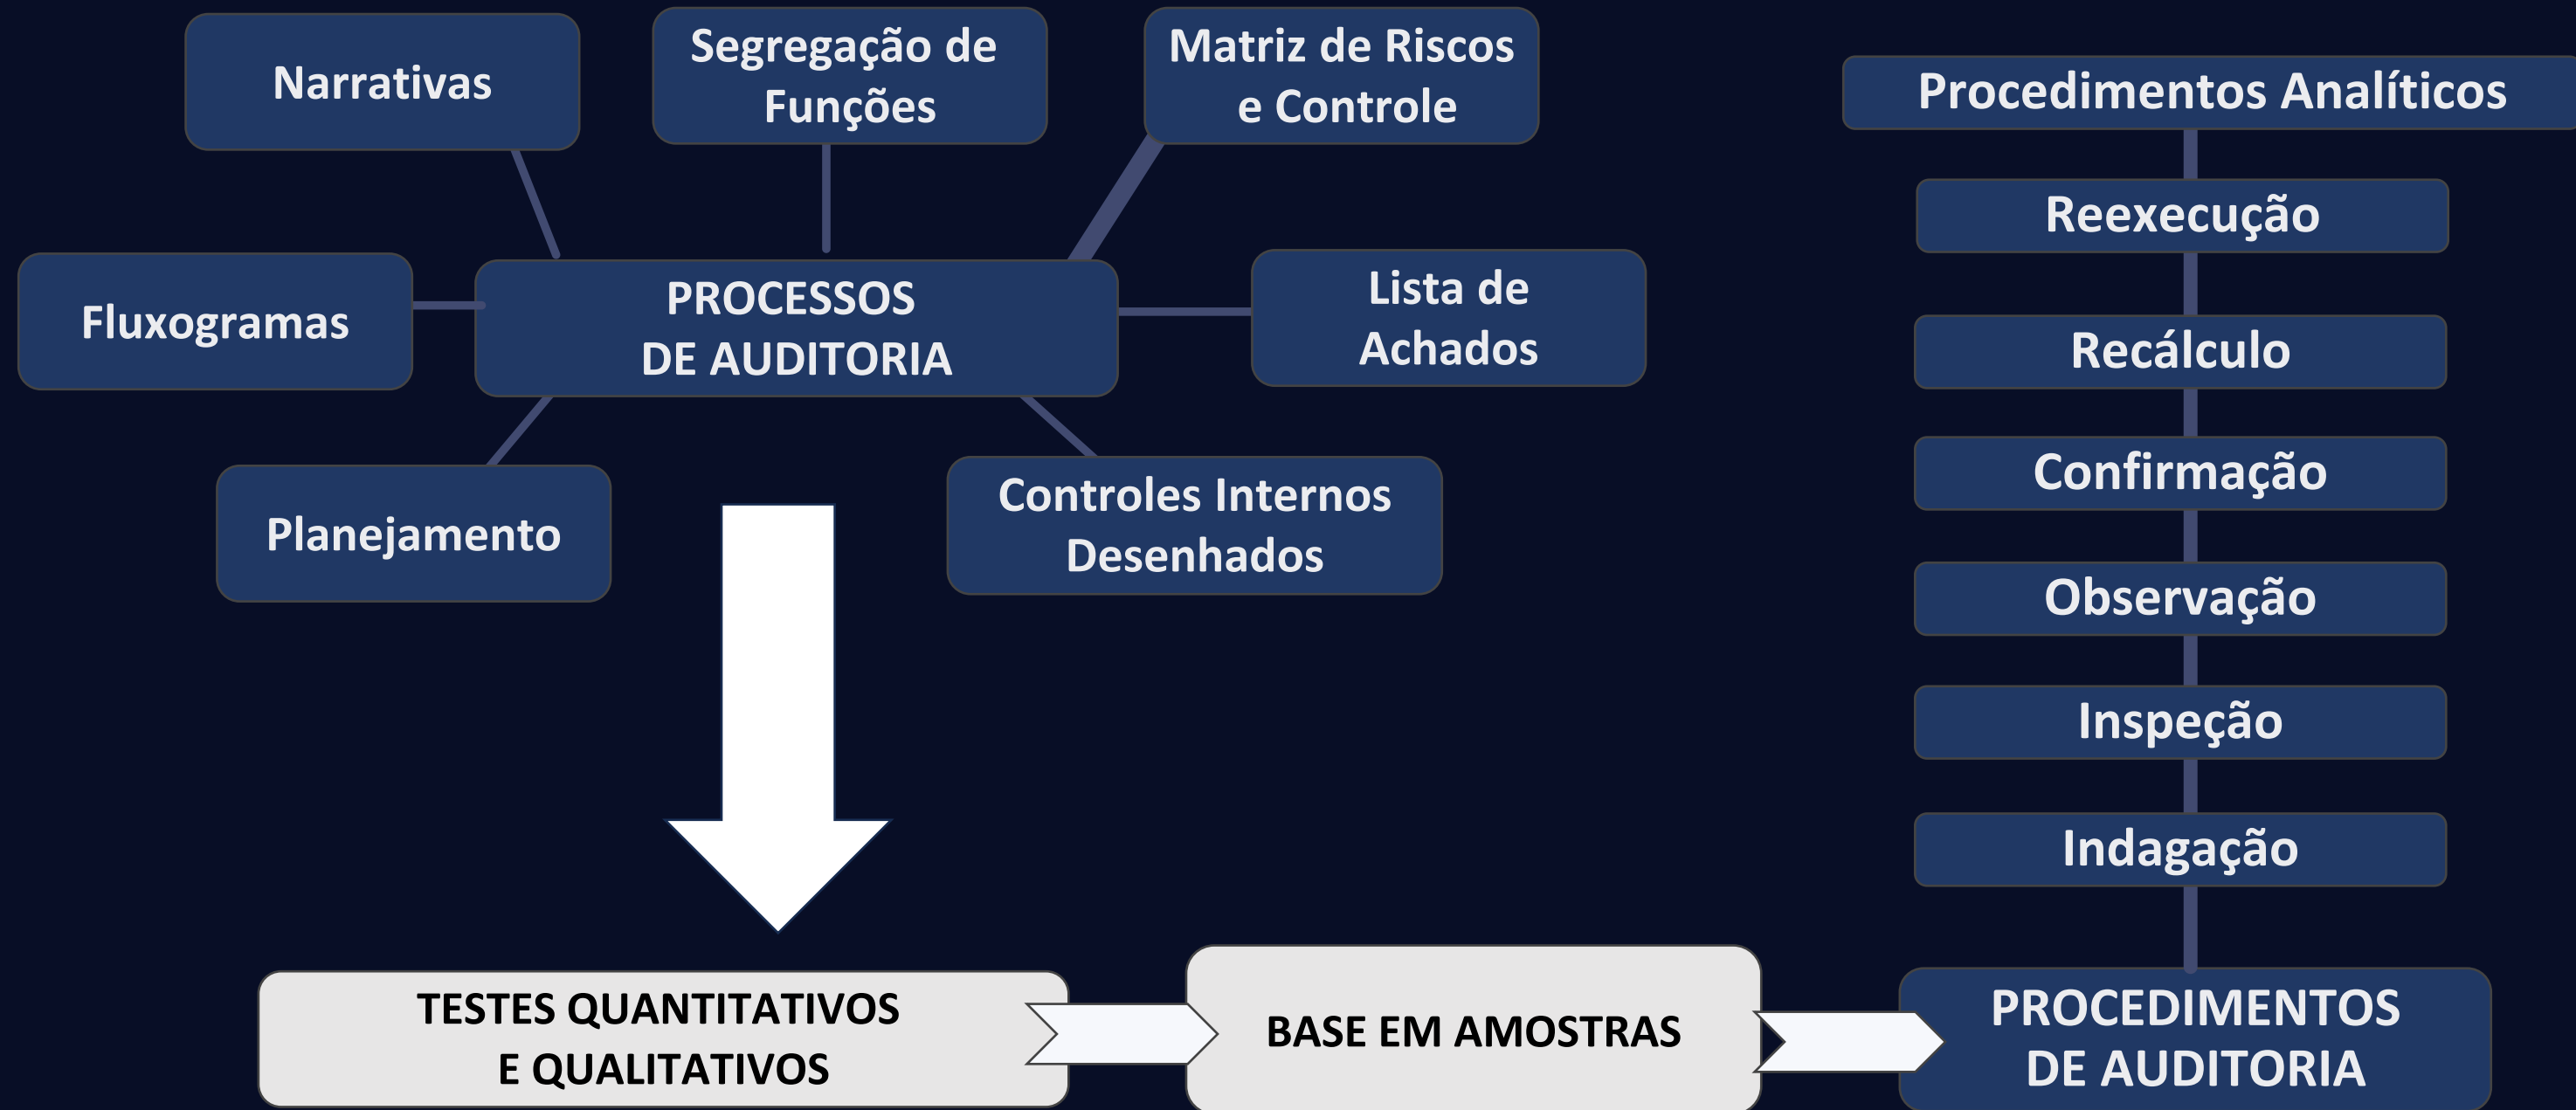 Narrativas
Segregação de
Funções
Matriz de Riscos
e Controle
Fluxogramas
PROCESSOS
DE AUDITORIA
Lista de
Achados
Planejamento
Controles Internos
Desenhados
TESTES QUANTITATIVOS
E QUALITATIVOS
BASE EM AMOSTRAS
Procedimentos Analíticos
Reexecução
Recálculo
Confirmação
Observação
Inspeção
Indagação
PROCEDIMENTOS
DE AUDITORIA